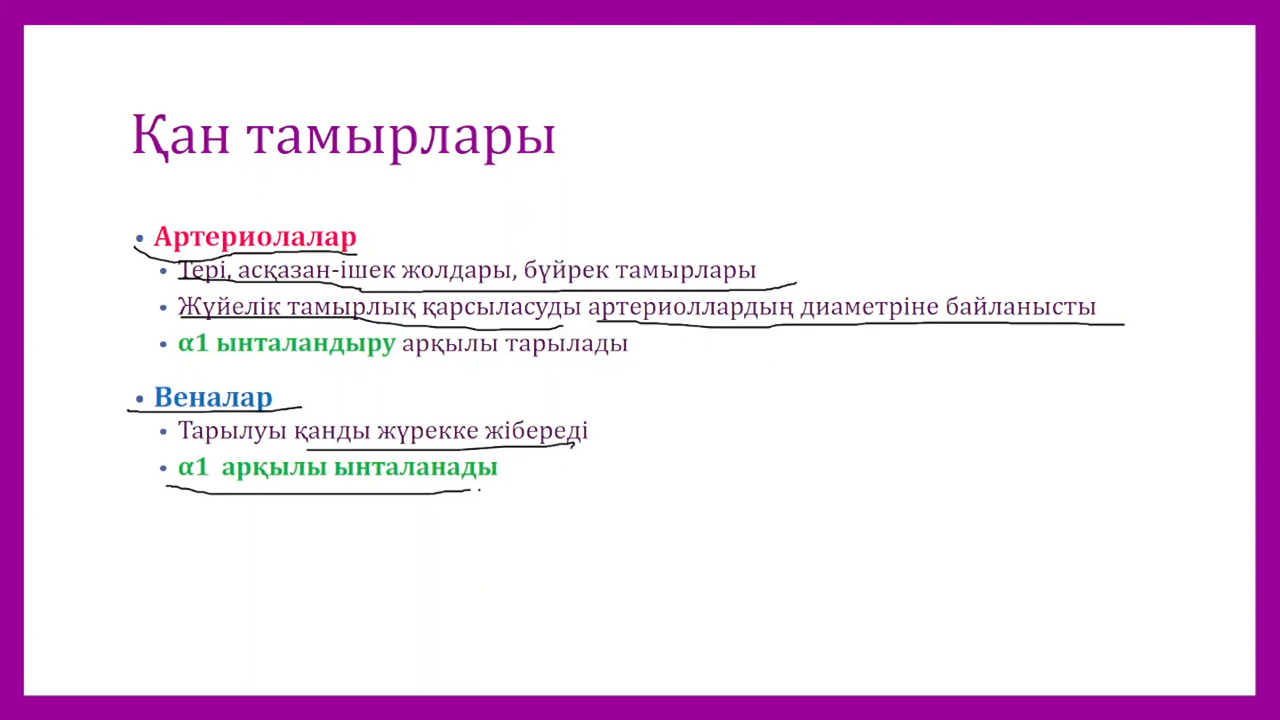 Қан тамырлары
• Артериолалар
• Тері, асқазан-ішек жолдары, бүйрек тамырлары
• Жүйелік тамырлық қарсыласуды артериоллардың диаметріне байланысты
• α1 ынталандыру арқылы тарылады
• Веналар
• Тарылуы қанды жүрекке жібереді
• α1 арқылы ынталанады